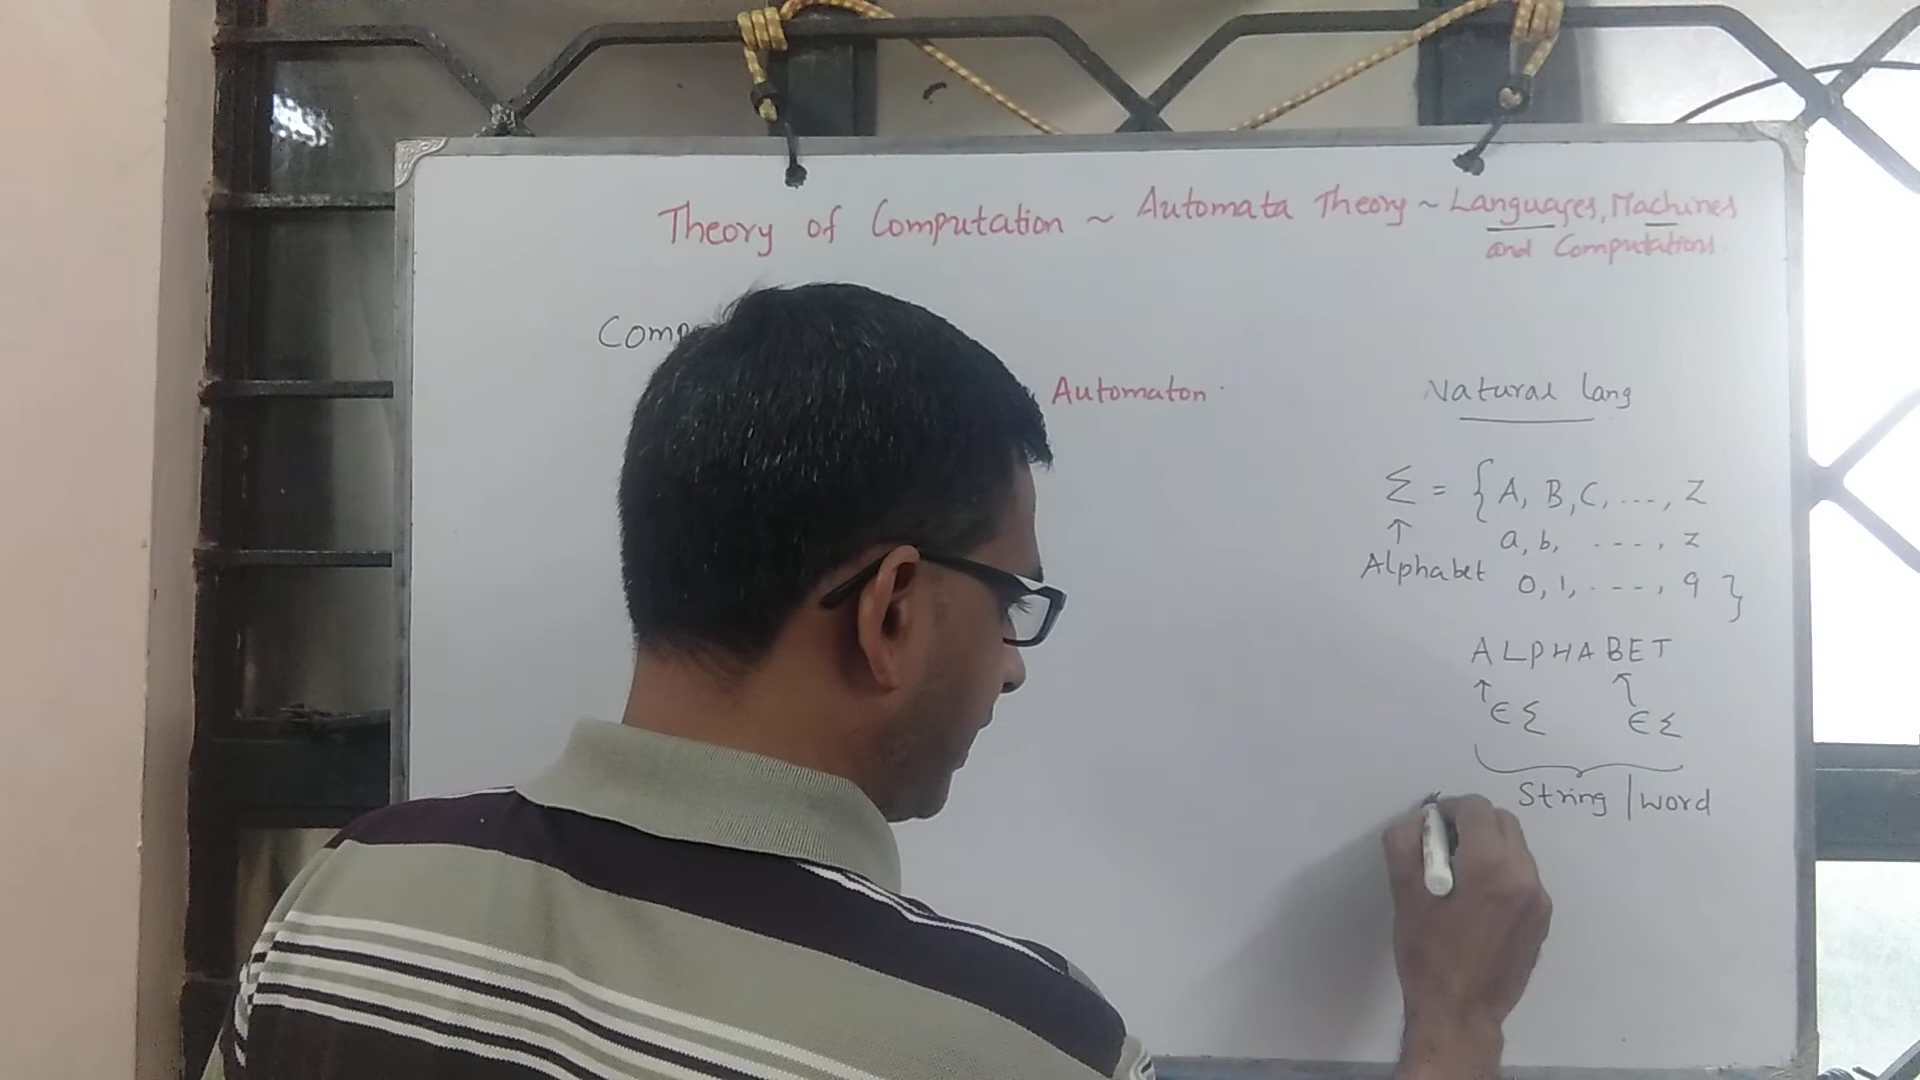 Theory of Computation ~ Automata Theory ~ Languages, Machines
and Computations.
Automaton.
Natural lang
Σ = { A, B, C, ...., Z
↑ a, b, ...., z
Alphabet 0, 1, ...., 9 }
ALPHABET
↑ ∈ Σ ↑ ∈ Σ
String | word